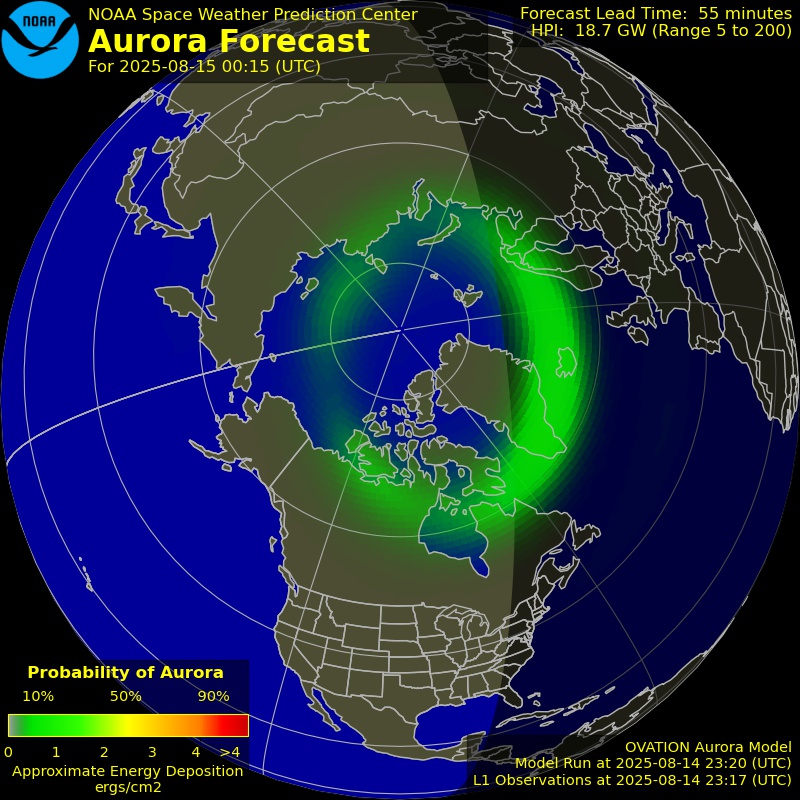 NOAA
NOAA Space Weather Prediction Center
Aurora Forecast
For 2025-08-15 00:15 (UTC)
Forecast Lead Time: 55 minutes
HPI: 18.7 GW (Range 5 to 200)
Probability of Aurora
10% 50% 90%
0 1 2 3 4 >4
Approximate Energy Deposition
ergs/cm2
OVATION Aurora Model
Model Run at 2025-08-14 23:20 (UTC)
L1 Observations at 2025-08-14 23:17 (UTC)